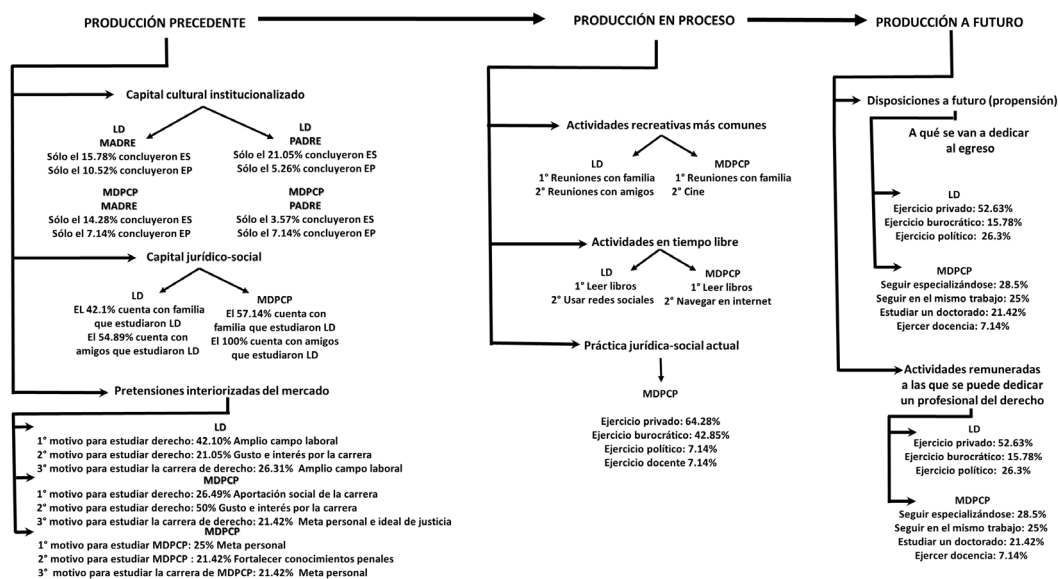 PRODUCCIÓN PRECEDENTE
PRODUCCIÓN EN PROCESO
PRODUCCIÓN A FUTURO
Capital cultural institucionalizado
LD
MADRE
Sólo el 15.78% concluyeron ES
Sólo el 10.52% concluyeron EP
LD
PADRE
Sólo el 21.05% concluyeron ES
Sólo el 5.26% concluyeron EP
MDPCP
MADRE
Sólo el 14.28% concluyeron ES
Sólo el 7.14% concluyeron EP
MDPCP
PADRE
Sólo el 3.57% concluyeron ES
Sólo el 7.14% concluyeron EP
Capital jurídico-social
LD
EL 42.1% cuenta con familia
que estudiaron LD
El 54.89% cuenta con
amigos que estudiaron LD
MDPCP
El 57.14% cuenta con
familia que estudiaron LD
El 100% cuenta con amigos
que estudiaron LD
Pretensiones interiorizadas del mercado
LD
1° motivo para estudiar derecho: 42.10% Amplio campo laboral
2° motivo para estudiar derecho: 21.05% Gusto e interés por la carrera
3° motivo para estudiar la carrera de derecho: 26.31% Amplio campo laboral
MDPCP
1° motivo para estudiar derecho: 26.49% Aportación social de la carrera
2° motivo para estudiar derecho: 50% Gusto e interés por la carrera
3° motivo para estudiar la carrera de derecho: 21.42% Meta personal e ideal de justicia
MDPCP
1° motivo para estudiar MDPCP: 25% Meta personal
2° motivo para estudiar MDPCP : 21.42% Fortalecer conocimientos penales
3° motivo para estudiar la carrera de MDPCP: 21.42% Meta personal
Actividades recreativas más comunes
LD
1° Reuniones con familia
2° Reuniones con amigos
MDPCP
1° Reuniones con familia
2° Cine
Actividades en tiempo libre
LD
1° Leer libros
2° Usar redes sociales
MDPCP
1° Leer libros
2° Navegar en internet
Práctica jurídica-social actual
MDPCP
Ejercicio privado: 64.28%
Ejercicio burocrático: 42.85%
Ejercicio político: 7.14%
Ejercicio docente 7.14%
Disposiciones a futuro (propensión)
A qué se van a dedicar
al egreso
LD
Ejercicio privado: 52.63%
Ejercicio burocrático: 15.78%
Ejercicio político: 26.3%
MDPCP
Seguir especializándose: 28.5%
Seguir en el mismo trabajo: 25%
Estudiar un doctorado: 21.42%
Ejercer docencia: 7.14%
Actividades remuneradas
a las que se puede dedicar
un profesional del derecho
LD
Ejercicio privado: 52.63%
Ejercicio burocrático: 15.78%
Ejercicio político: 26.3%
MDPCP
Seguir especializándose: 28.5%
Seguir en el mismo trabajo: 25%
Estudiar un doctorado: 21.42%
Ejercer docencia: 7.14%